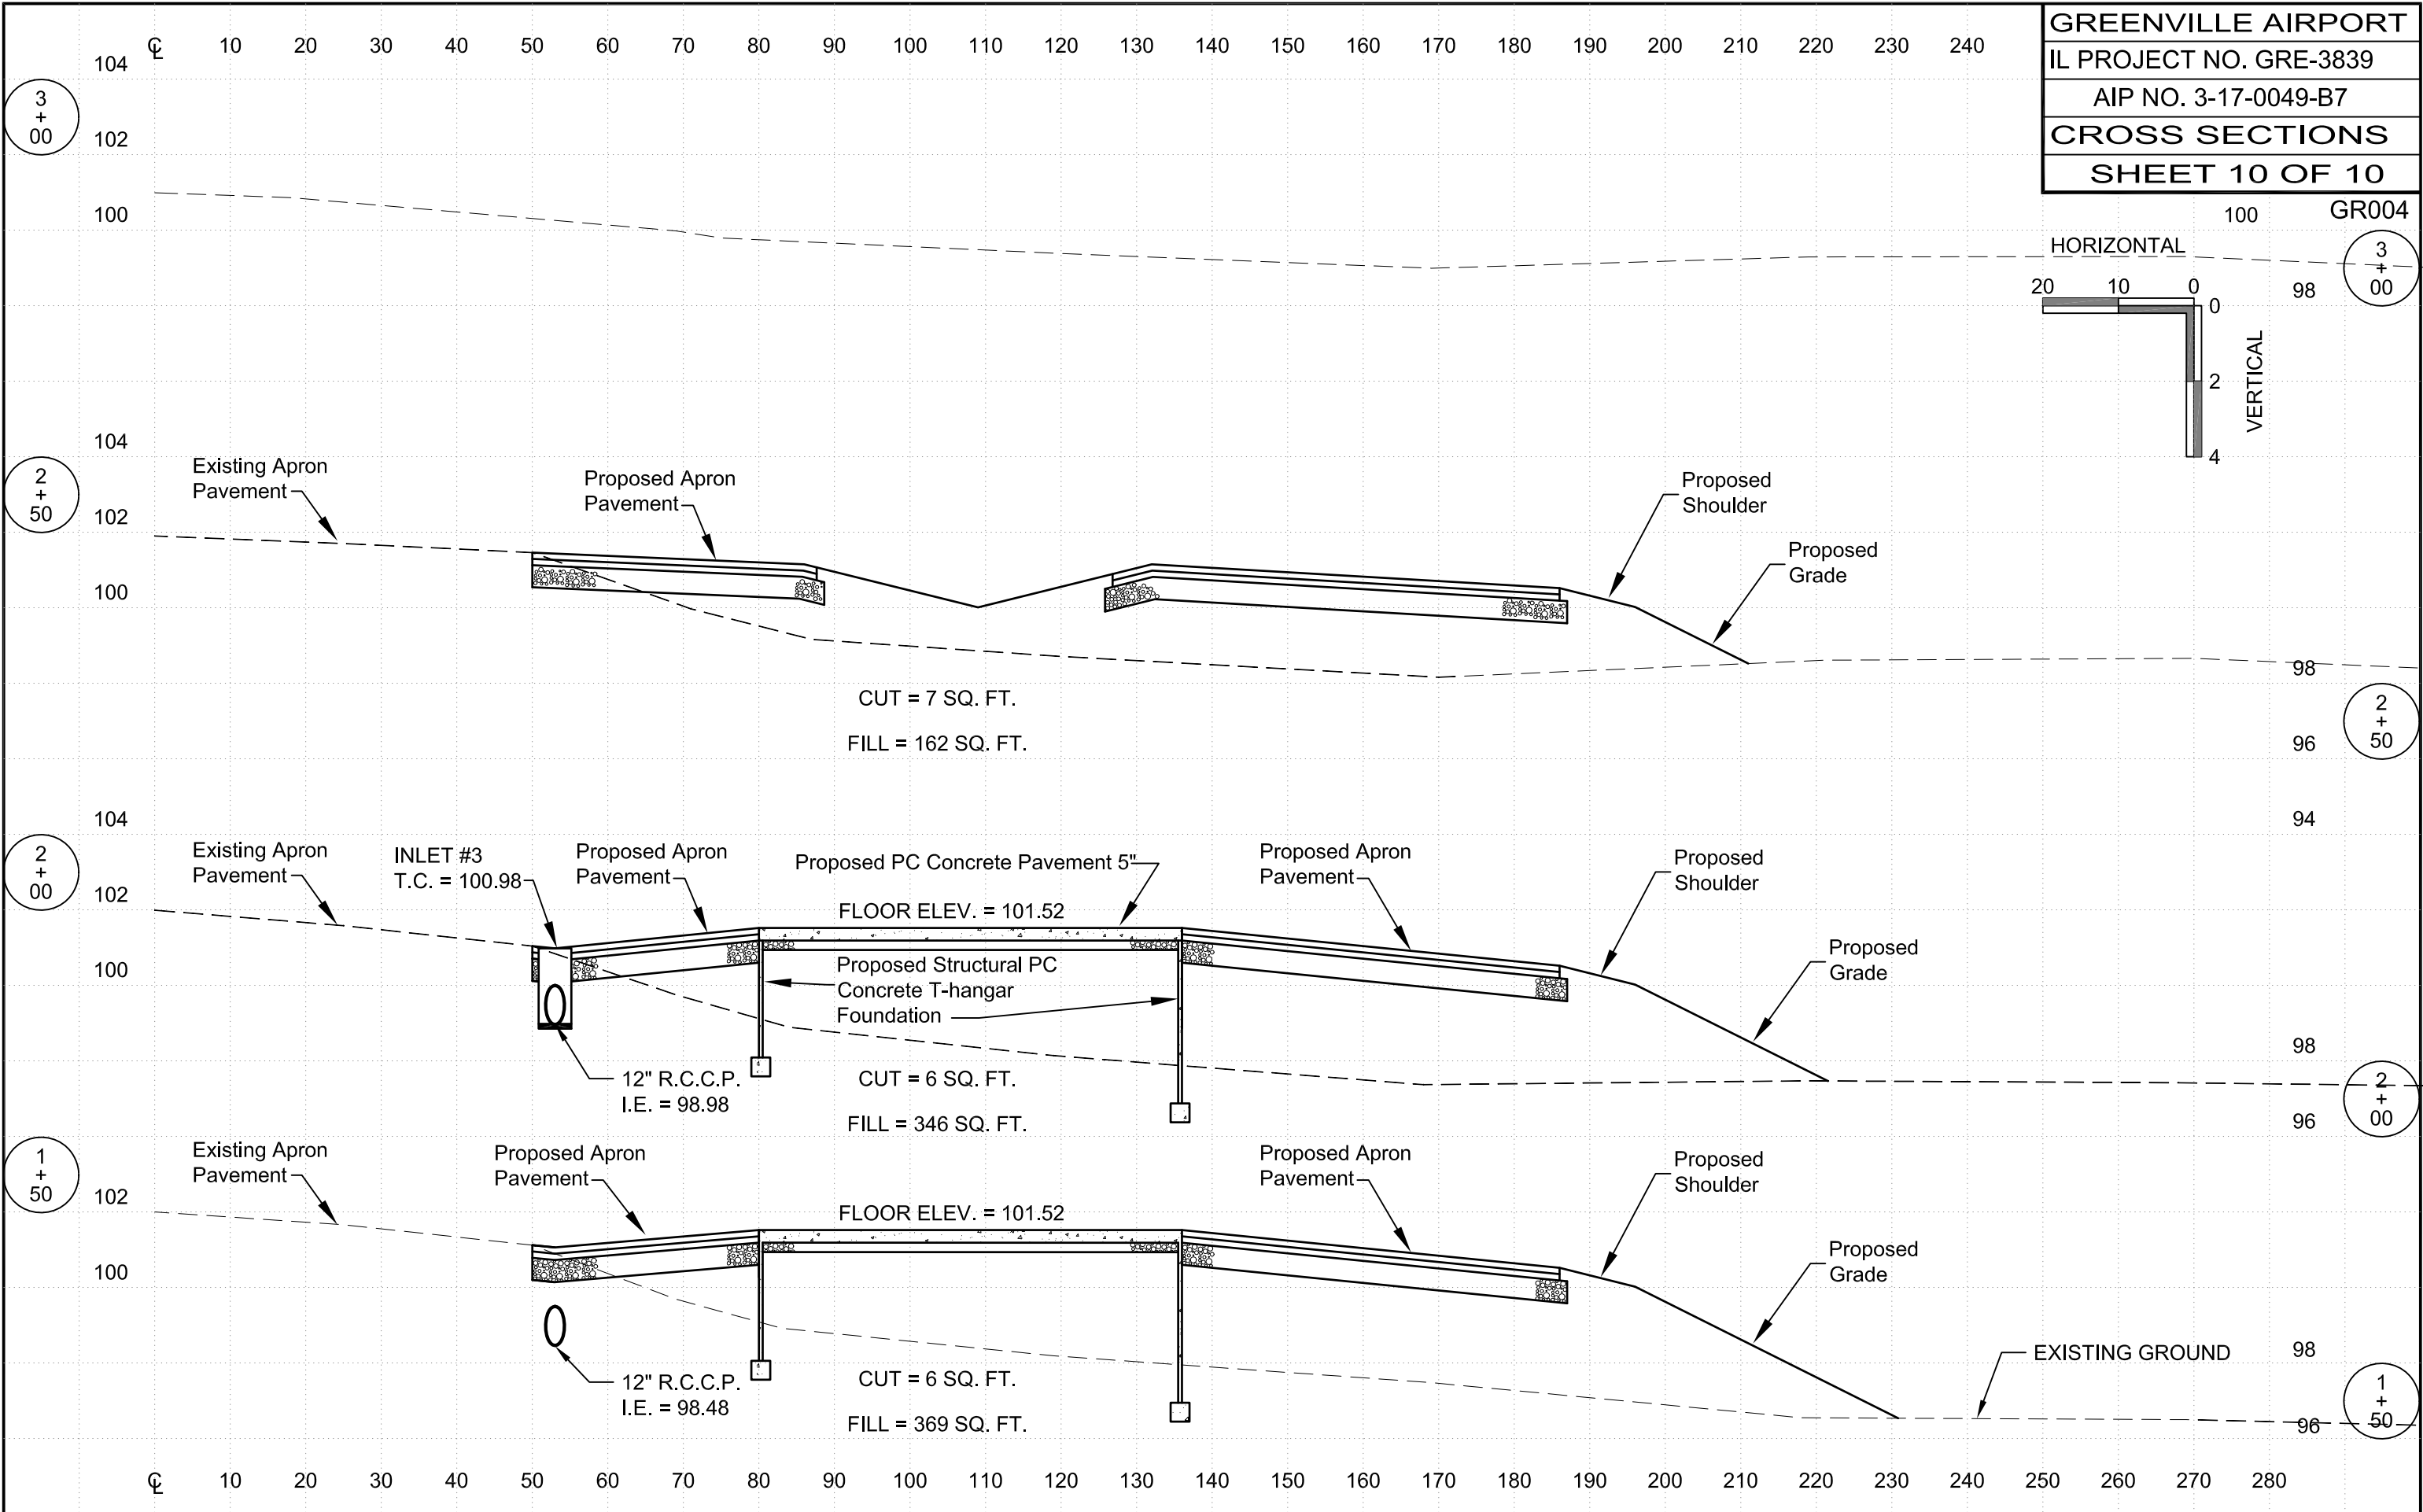 GREENVILLE AIRPORT
IL PROJECT NO. GRE-3839
AIP NO. 3-17-0049-B7
CROSS SECTIONS
SHEET 10 OF 10
GR004
℄ 10 20 30 40 50 60 70 80 90 100 110 120 130 140 150 160 170 180 190 200 210 220 230 240
104
3
+
00
102
100
100
HORIZONTAL
20 10 0
0
2
4
VERTICAL
98
3
+
00
104
2
+
50
102
100
Existing Apron
Pavement
Proposed Apron
Pavement
Proposed
Shoulder
Proposed
Grade
98
CUT = 7 SQ. FT.
FILL = 162 SQ. FT.
2
+
50
96
94
104
2
+
00
102
100
Existing Apron
Pavement
INLET #3
T.C. = 100.98
Proposed Apron
Pavement
Proposed PC Concrete Pavement 5"
FLOOR ELEV. = 101.52
Proposed Apron
Pavement
Proposed
Shoulder
Proposed
Grade
Proposed Structural PC
Concrete T-hangar
Foundation
12" R.C.C.P.
I.E. = 98.98
CUT = 6 SQ. FT.
FILL = 346 SQ. FT.
98
2
+
00
96
1
+
50
102
100
Existing Apron
Pavement
Proposed Apron
Pavement
FLOOR ELEV. = 101.52
Proposed Apron
Pavement
Proposed
Shoulder
Proposed
Grade
EXISTING GROUND
12" R.C.C.P.
I.E. = 98.48
CUT = 6 SQ. FT.
FILL = 369 SQ. FT.
98
1
+
50
96
℄ 10 20 30 40 50 60 70 80 90 100 110 120 130 140 150 160 170 180 190 200 210 220 230 240 250 260 270 280